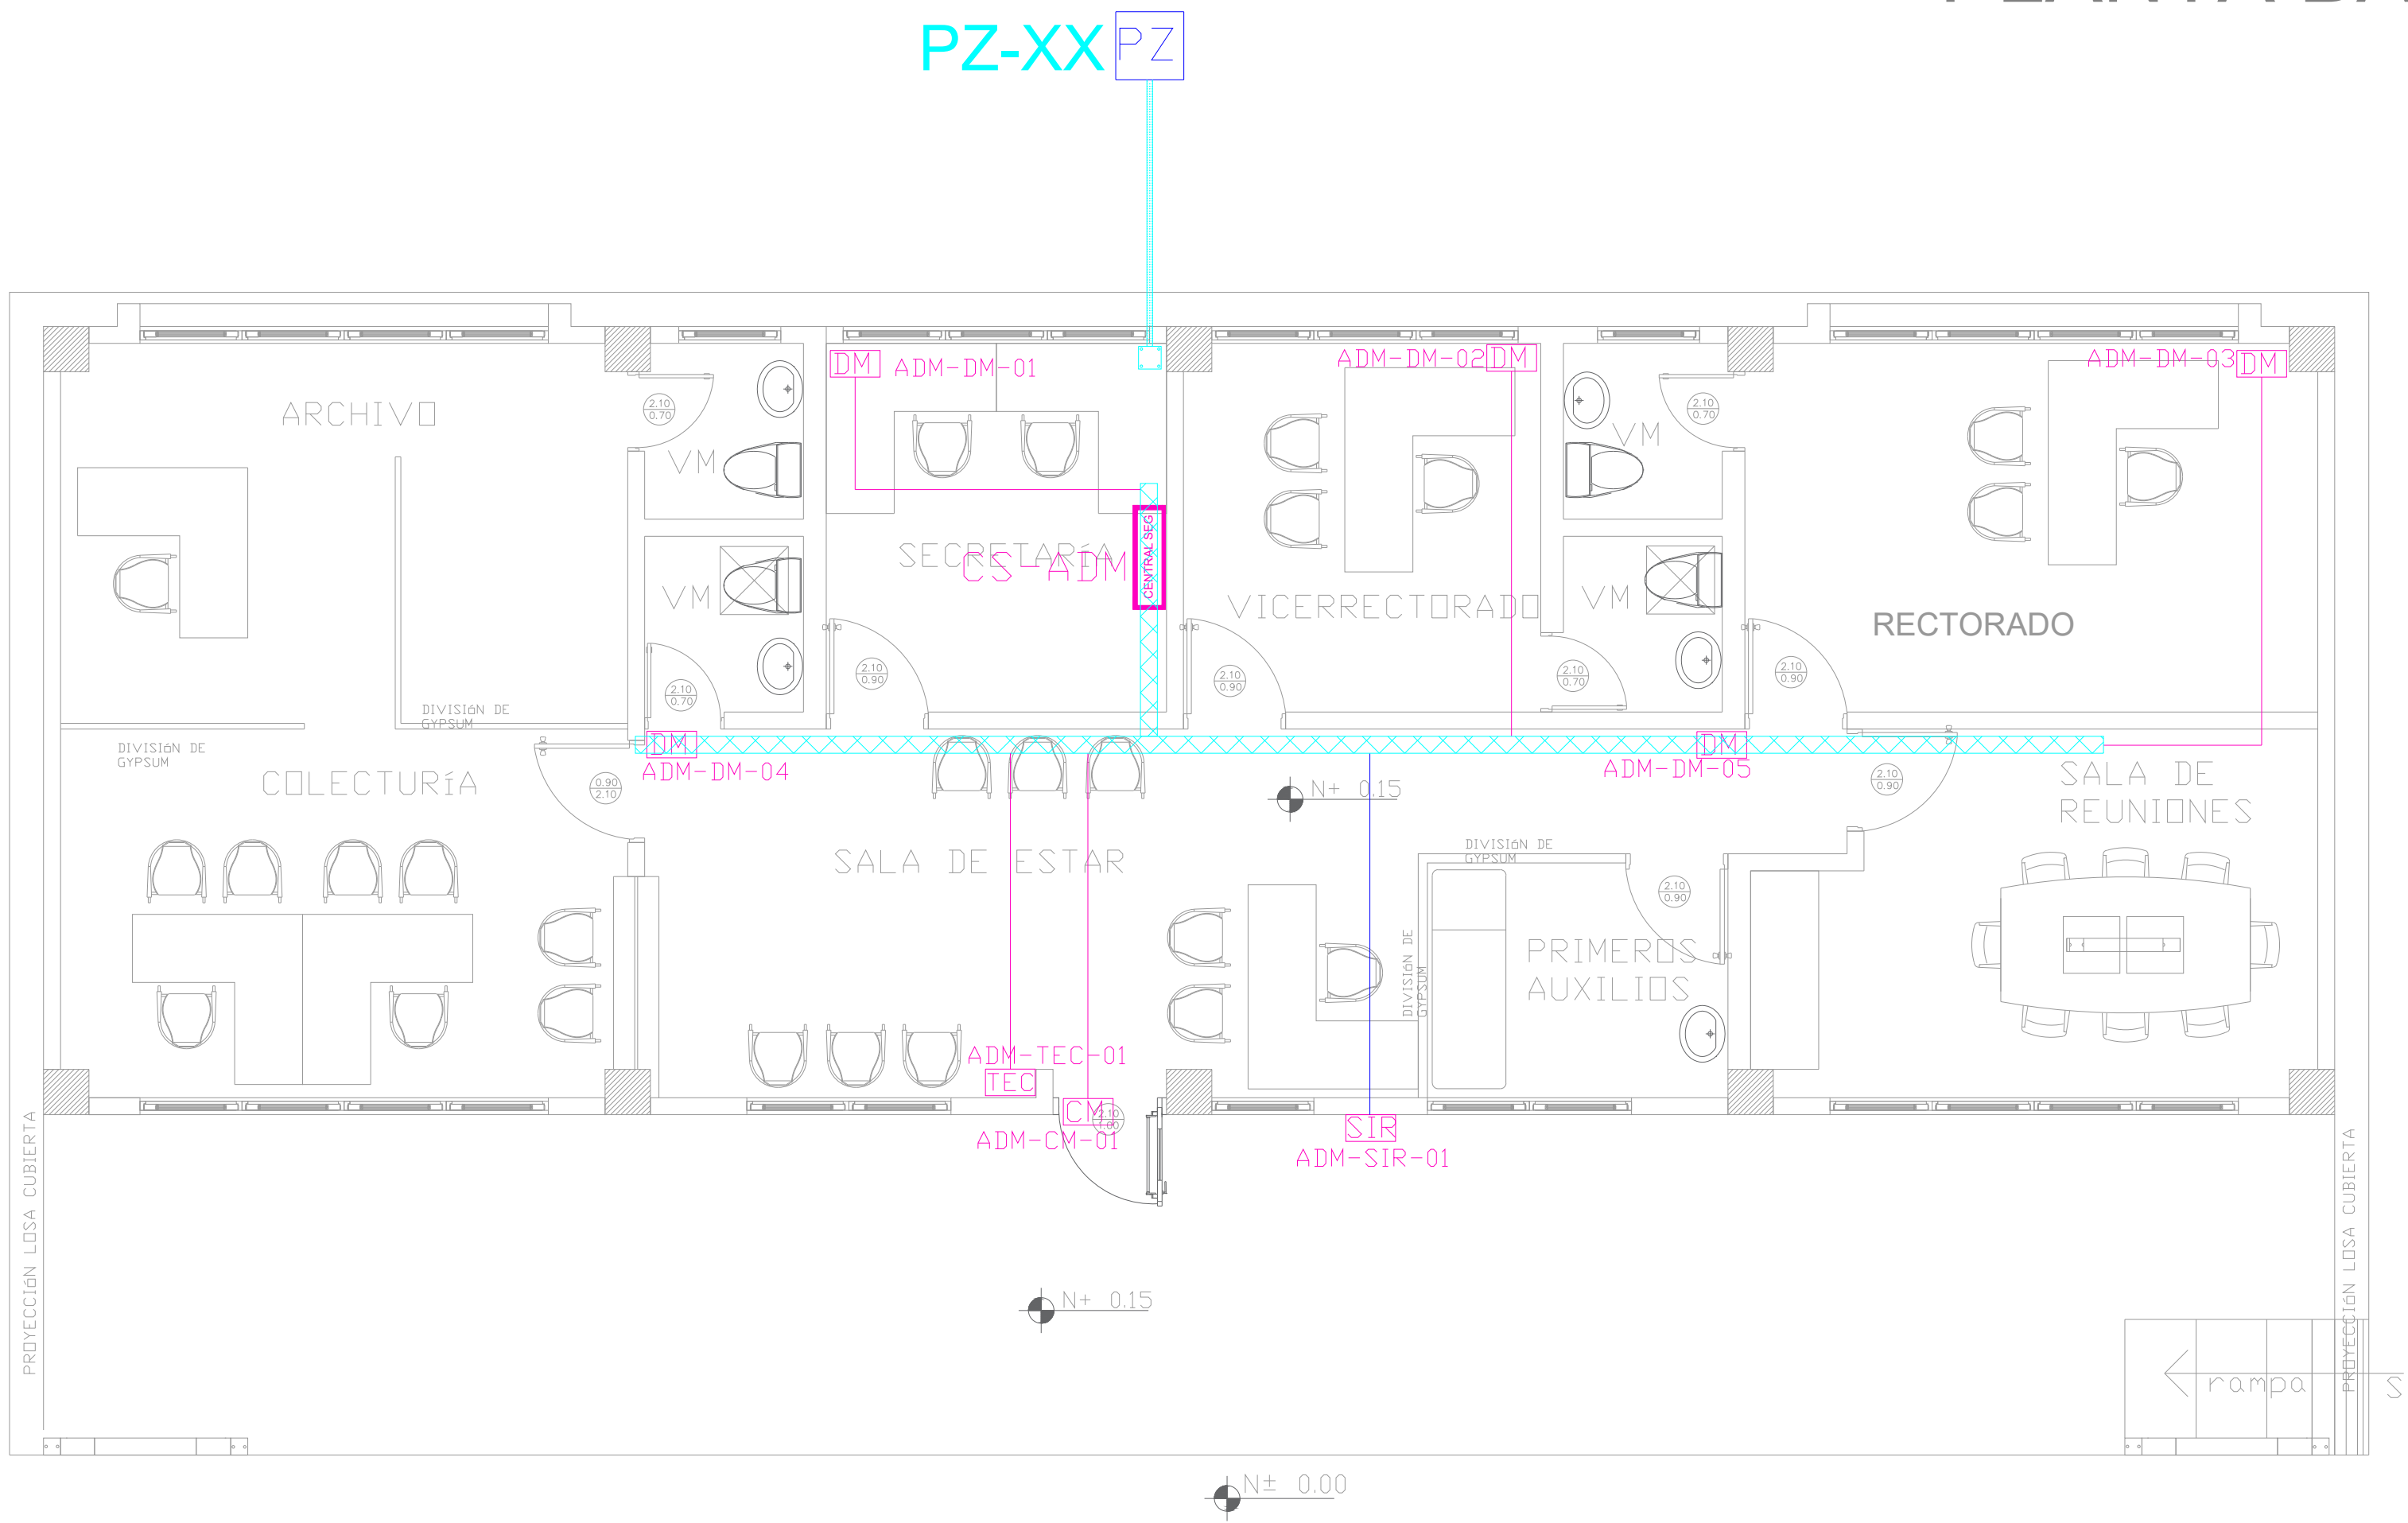 PZ-XX
PZ
DM
ADM-DM-01
ADM-DM-02
DM
ADM-DM-03
DM
ARCHIVO
2.10
0.70
VM
VM
2.10
0.70
SECRETARíA
CS-ADM
CENTRAL SEG
VICERRECTORADO
VM
VM
RECTORADO
2.10
0.70
2.10
0.90
2.10
0.90
2.10
0.70
2.10
0.90
DIVISIóN DE
GYPSUM
DIVISIóN DE
GYPSUM
DM
ADM-DM-04
DM
ADM-DM-05
COLECTURíA
0.90
2.10
N+ 0.15
2.10
0.90
SALA DE
REUNIONES
SALA DE ESTAR
DIVISIóN DE
GYPSUM
2.10
0.90
DIVISIóN DE
GYPSUM
PRIMEROS
AUXILIOS
ADM-TEC-01
TEC
CM
2.10
1.00
ADM-CM-01
SIR
ADM-SIR-01
PROYECCIóN LOSA CUBIERTA
PROYECCIóN LOSA CUBIERTA
N+ 0.15
rampa
S
N± 0.00